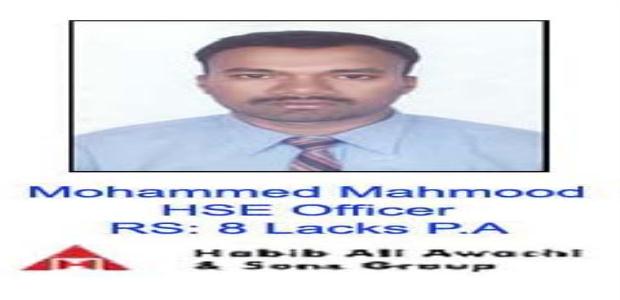 Mohammed Mahmood
HSE Officer
RS: 8 Lacks P.A
Habib Ali Awachi
& Sons Group